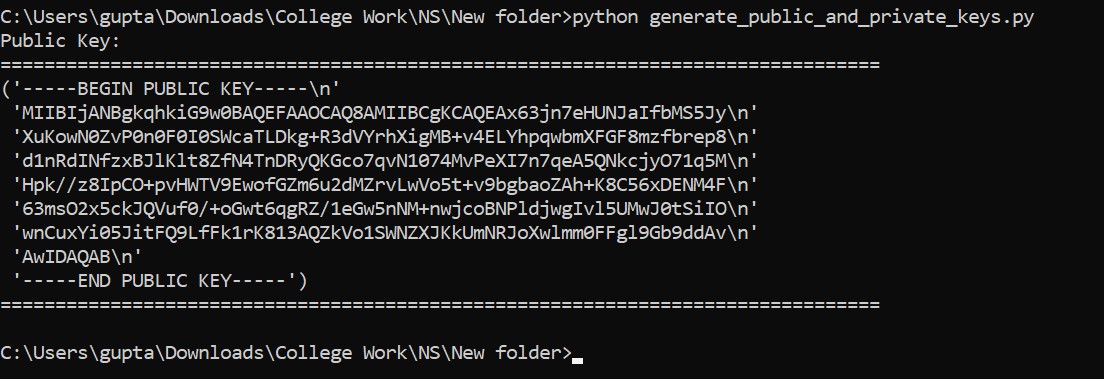 C:\Users\gupta\Downloads\College Work\NS\New folder>python generate_public_and_private_keys.py
Public Key:
================================================================================
('-----BEGIN PUBLIC KEY-----\n'
 'MIIBIjANBgkqhkiG9w0BAQEFAAOCAQ8AMIIBCgKCAQEAx63jn7eHUNJaIfbMS5Jy\n'
 'XuKowN0ZvP0n0F0I0SWcaTLDkg+R3dVYrhXigMB+v4ELYhpqwbmXFGF8mzfbrep8\n'
 'd1nRdINfzxBJlKlt8ZfN4TnDRyQKGco7qvN1074MvPeXI7n7qeA5QNkcjyO71q5M\n'
 'Hpk//z8IpCO+pvHWTV9EwofGZm6u2dMZrvLwVo5t+v9bgbaoZAh+K8C56xDENM4F\n'
 '63msO2x5ckJQVuf0/+oGwt6qgRZ/1eGw5nNM+nwjcoBNPldjwgIvl5UMwJ0tSiIO\n'
 'wnCuxYi05JitFQ9LfFk1rK813AQZkVo1SWNZXJKkUmNRJoXwlmm0FFgl9Gb9ddAv\n'
 'AwIDAQAB\n'
 '-----END PUBLIC KEY-----')
================================================================================
C:\Users\gupta\Downloads\College Work\NS\New folder>